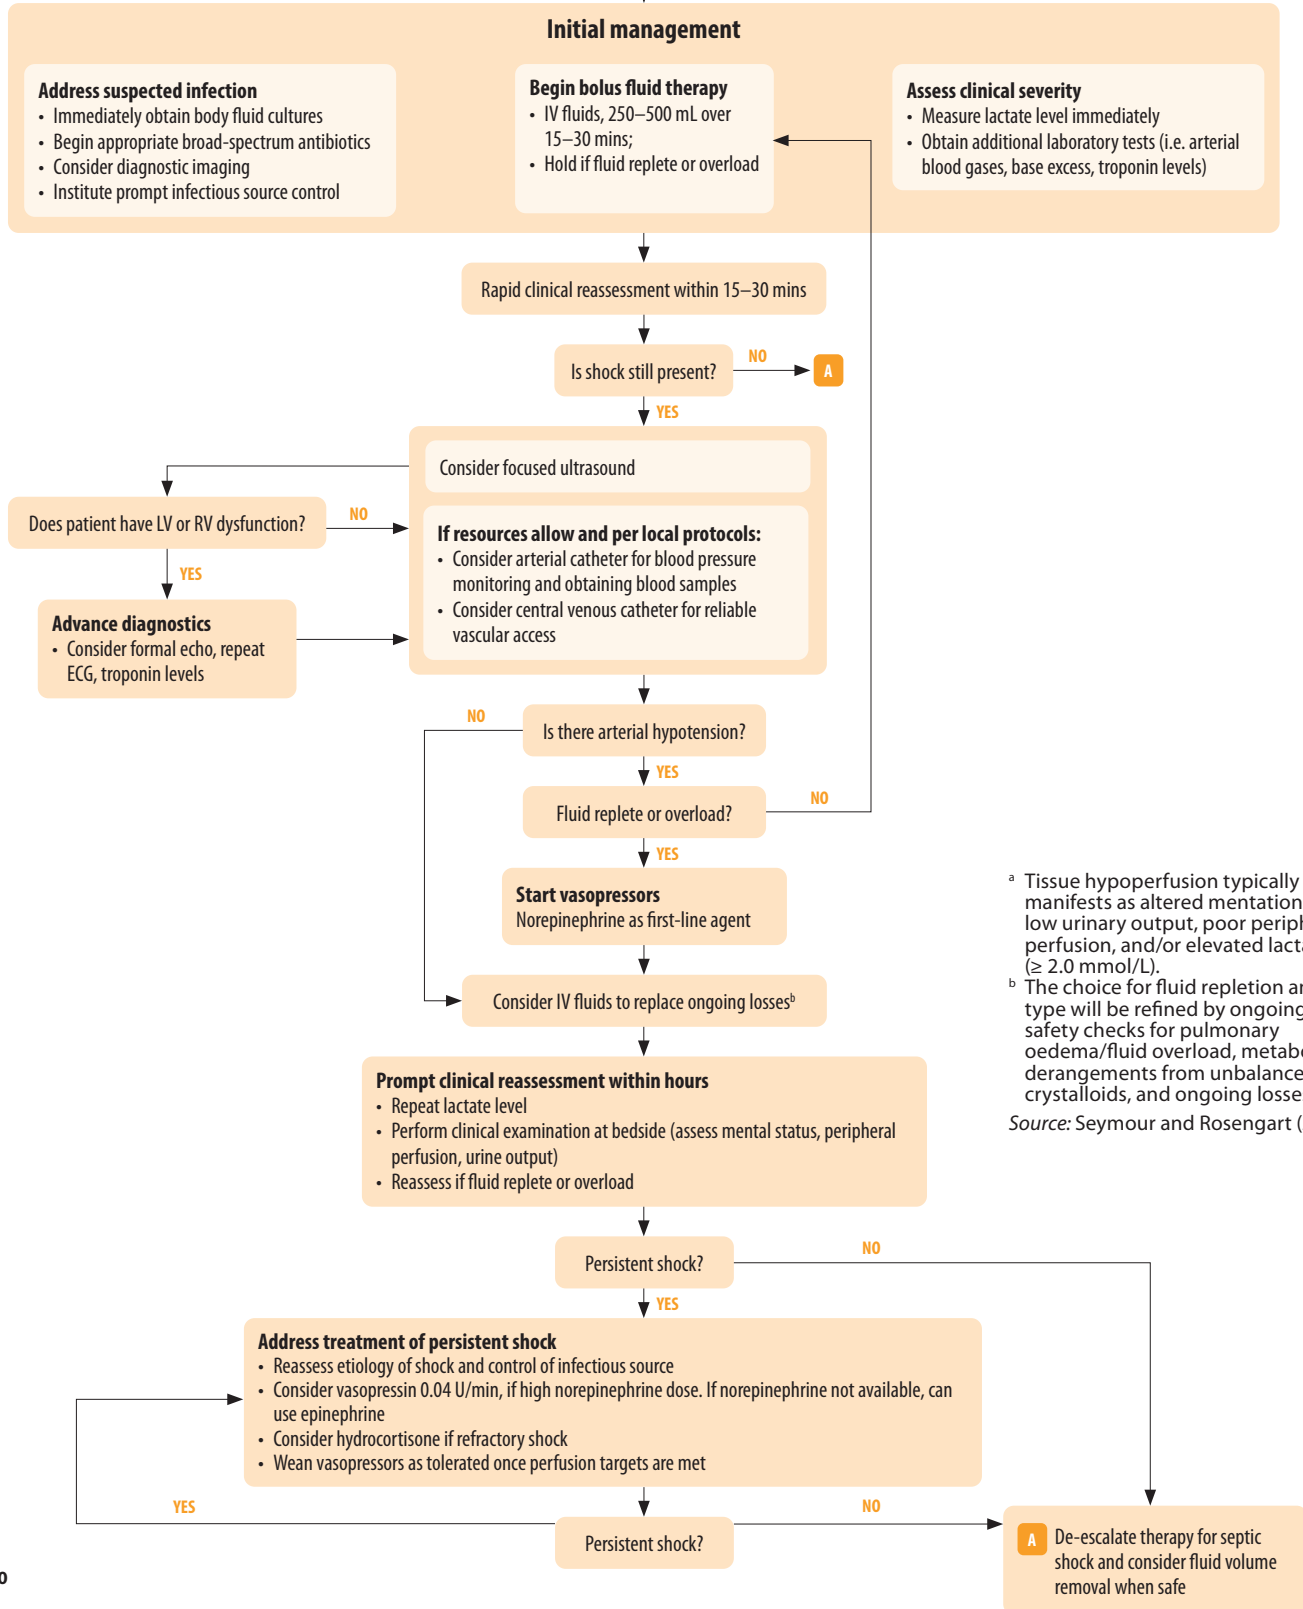 Initial management
Address suspected infection
• Immediately obtain body fluid cultures
• Begin appropriate broad-spectrum antibiotics
• Consider diagnostic imaging
• Institute prompt infectious source control
Begin bolus fluid therapy
• IV fluids, 250–500 mL over
15–30 mins;
• Hold if fluid replete or overload
Assess clinical severity
• Measure lactate level immediately
• Obtain additional laboratory tests (i.e. arterial
blood gases, base excess, troponin levels)
Rapid clinical reassessment within 15–30 mins
Is shock still present?
NO
A
YES
Consider focused ultrasound
Does patient have LV or RV dysfunction?
NO
YES
If resources allow and per local protocols:
• Consider arterial catheter for blood pressure
monitoring and obtaining blood samples
• Consider central venous catheter for reliable
vascular access
Advance diagnostics
• Consider formal echo, repeat
ECG, troponin levels
Is there arterial hypotension?
NO
YES
Fluid replete or overload?
NO
YES
Start vasopressors
Norepinephrine as first-line agent
Consider IV fluids to replace ongoing losses b
Prompt clinical reassessment within hours
• Repeat lactate level
• Perform clinical examination at bedside (assess mental status, peripheral
perfusion, urine output)
• Reassess if fluid replete or overload
Persistent shock?
NO
YES
Address treatment of persistent shock
• Reassess etiology of shock and control of infectious source
• Consider vasopressin 0.04 U/min, if high norepinephrine dose. If norepinephrine not available, can
use epinephrine
• Consider hydrocortisone if refractory shock
• Wean vasopressors as tolerated once perfusion targets are met
YES
Persistent shock?
NO
A De-escalate therapy for septic
shock and consider fluid volume
removal when safe
a Tissue hypoperfusion typically
manifests as altered mentation
low urinary output, poor
perfusion, and/or elevated
(≥ 2.0 mmol/L).
b The choice for fluid repletion
type will be refined by ongoing
safety checks for pulmonary
oedema/fluid overload,
derangements from
crystalloids, and ongoing
Source: Seymour and Rosengart (